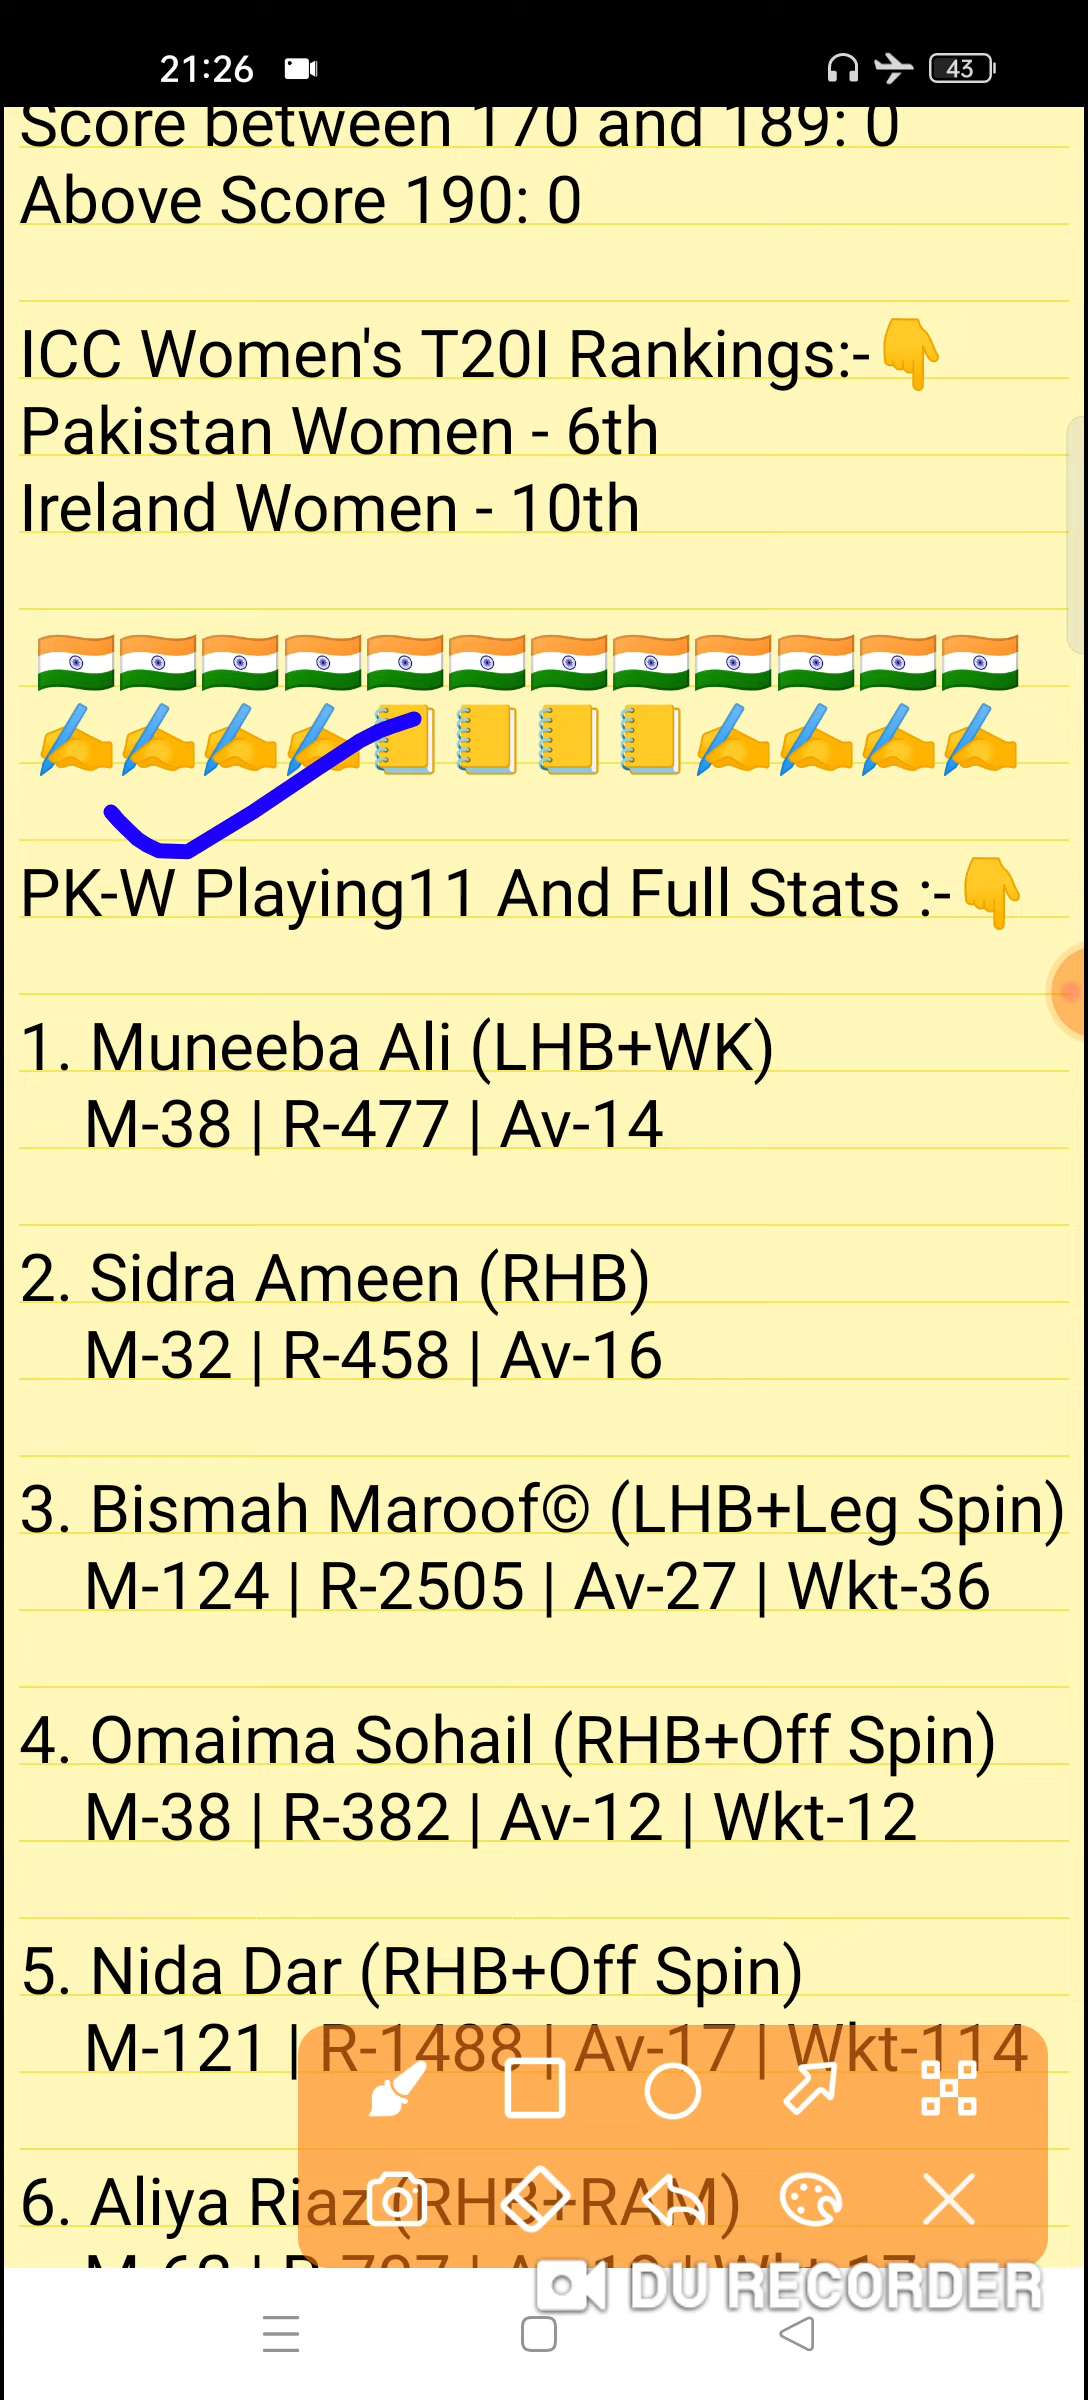 21:26
43
Score between 170 and 189: 0
Above Score 190: 0
ICC Women's T20I Rankings:-👇
Pakistan Women - 6th
Ireland Women - 10th
🇮🇳🇮🇳🇮🇳🇮🇳🇮🇳🇮🇳🇮🇳🇮🇳🇮🇳🇮🇳🇮🇳🇮🇳
✍️✍️✍️✍️📒📒📒📒✍️✍️✍️✍️
PK-W Playing11 And Full Stats :-👇
1. Muneeba Ali (LHB+WK)
M-38 | R-477 | Av-14
2. Sidra Ameen (RHB)
M-32 | R-458 | Av-16
3. Bismah Maroof© (LHB+Leg Spin)
M-124 | R-2505 | Av-27 | Wkt-36
4. Omaima Sohail (RHB+Off Spin)
M-38 | R-382 | Av-12 | Wkt-12
5. Nida Dar (RHB+Off Spin)
M-121 | R-1488 | Av-17 | Wkt-114
6. Aliya Riaz (RHB+RAM)
DU RECORDER